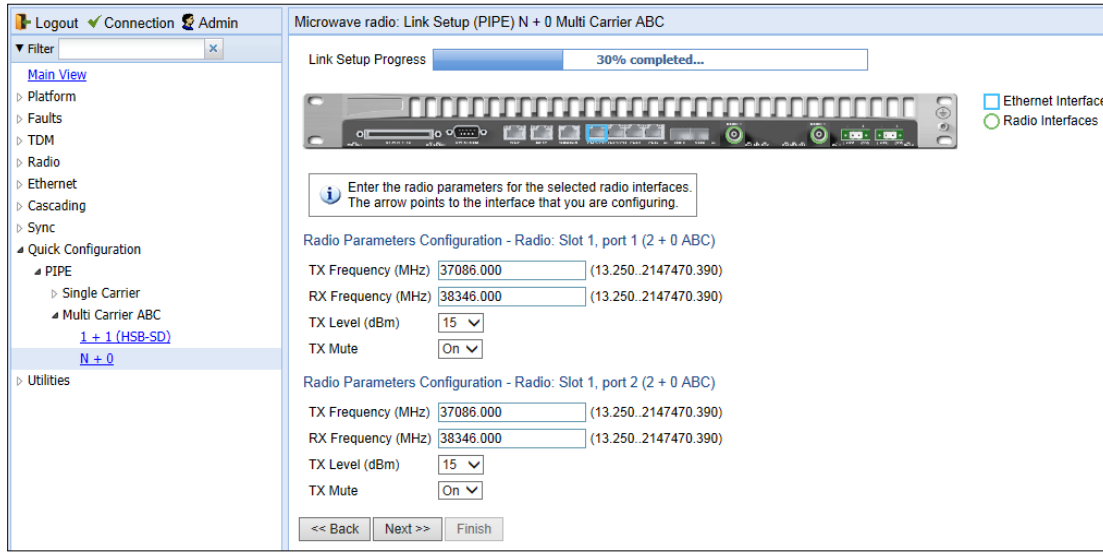 Logout Connection Admin
Microwave radio: Link Setup (PIPE) N + 0 Multi Carrier ABC
Filter
Main View
Platform
Faults
TDM
Radio
Ethernet
Cascading
Sync
Quick Configuration
PIPE
Single Carrier
Multi Carrier ABC
1 + 1 (HSB-SD)
N + 0
Utilities
Link Setup Progress 30% completed...
Ethernet Interface
Radio Interfaces
Enter the radio parameters for the selected radio interfaces.
The arrow points to the interface that you are configuring.
Radio Parameters Configuration - Radio: Slot 1, port 1 (2 + 0 ABC)
TX Frequency (MHz) 37086.000 (13.250..2147470.390)
RX Frequency (MHz) 38346.000 (13.250..2147470.390)
TX Level (dBm) 15
TX Mute On
Radio Parameters Configuration - Radio: Slot 1, port 2 (2 + 0 ABC)
TX Frequency (MHz) 37086.000 (13.250..2147470.390)
RX Frequency (MHz) 38346.000 (13.250..2147470.390)
TX Level (dBm) 15
TX Mute On
<< Back Next >> Finish